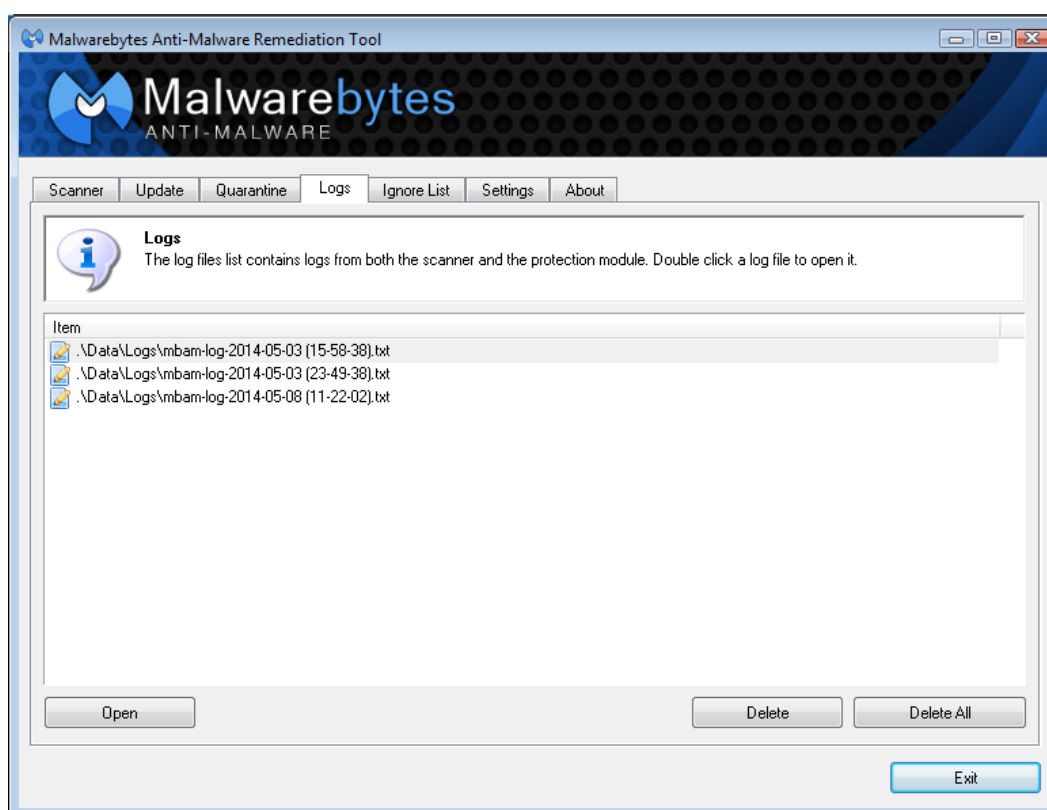 Malwarebytes Anti-Malware Remediation Tool
Malwarebytes
ANTI-MALWARE
Scanner Update Quarantine Logs Ignore List Settings About
Logs
The log files list contains logs from both the scanner and the protection module. Double click a log file to open it.
Item
.\Data\Logs\mbam-log-2014-05-03 (15-58-38).txt
.\Data\Logs\mbam-log-2014-05-03 (23-49-38).txt
.\Data\Logs\mbam-log-2014-05-08 (11-22-02).txt
Open Delete Delete All
Exit